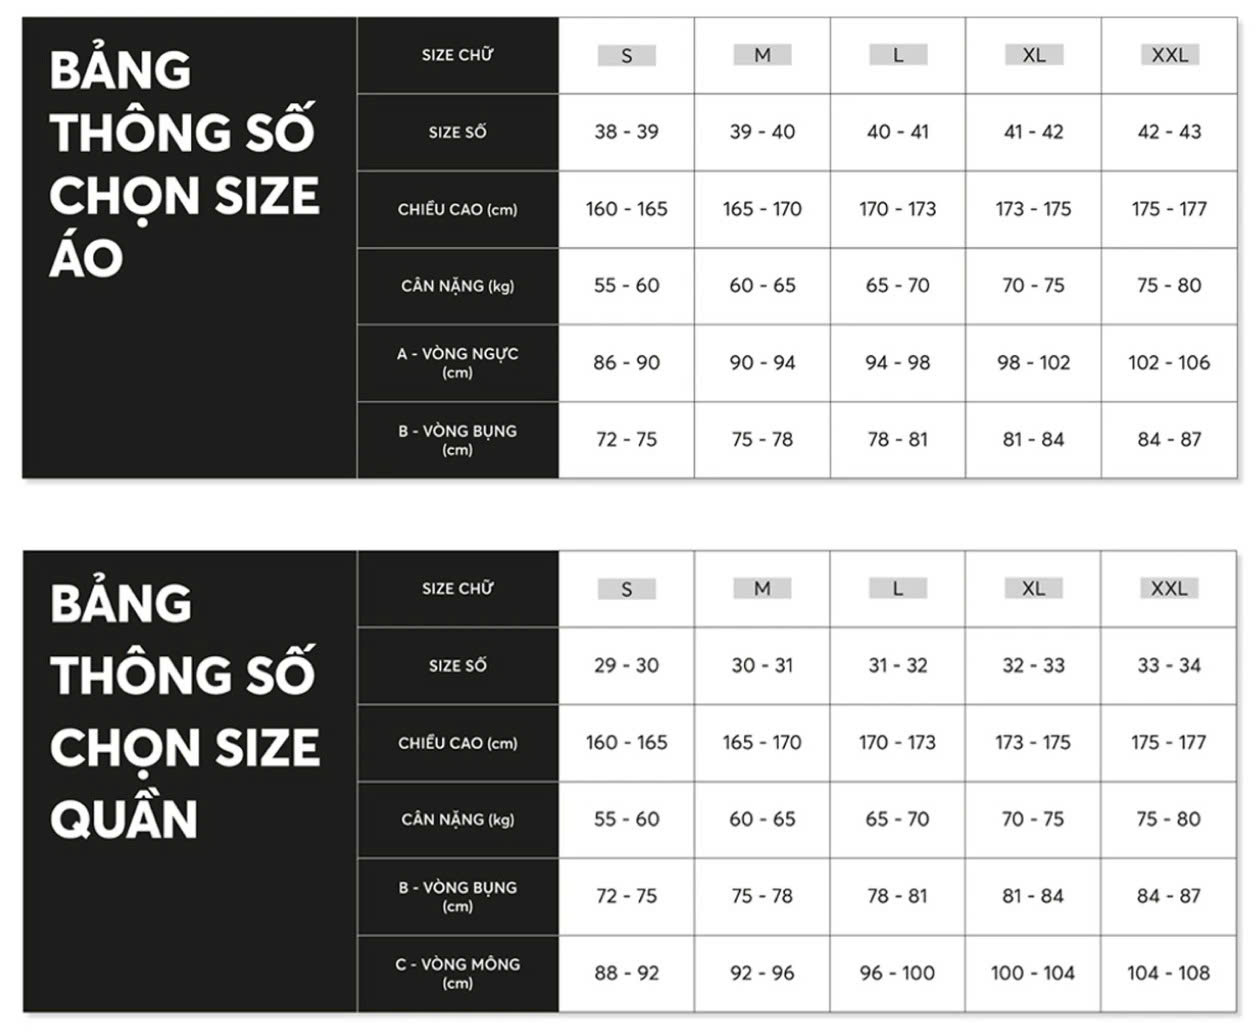 BẢNG
THÔNG SỐ
CHỌN SIZE
ÁO
SIZE CHỮ S M L XL XXL
SIZE SỐ 38 - 39 39 - 40 40 - 41 41 - 42 42 - 43
CHIỀU CAO (cm) 160 - 165 165 - 170 170 - 173 173 - 175 175 - 177
CÂN NẶNG (kg) 55 - 60 60 - 65 65 - 70 70 - 75 75 - 80
A - VÒNG NGỰC
(cm) 86 - 90 90 - 94 94 - 98 98 - 102 102 - 106
B - VÒNG BỤNG
(cm) 72 - 75 75 - 78 78 - 81 81 - 84 84 - 87
BẢNG
THÔNG SỐ
CHỌN SIZE
QUẦN
SIZE CHỮ S M L XL XXL
SIZE SỐ 29 - 30 30 - 31 31 - 32 32 - 33 33 - 34
CHIỀU CAO (cm) 160 - 165 165 - 170 170 - 173 173 - 175 175 - 177
CÂN NẶNG (kg) 55 - 60 60 - 65 65 - 70 70 - 75 75 - 80
B - VÒNG BỤNG
(cm) 72 - 75 75 - 78 78 - 81 81 - 84 84 - 87
C - VÒNG MÔNG
(cm) 88 - 92 92 - 96 96 - 100 100 - 104 104 - 108